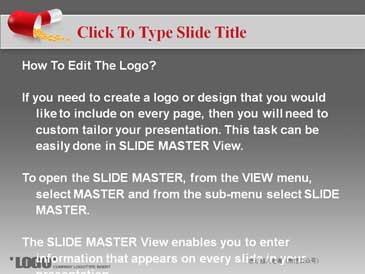 Click To Type Slide Title
How To Edit The Logo?
If you need to create a logo or design that you would
like to include on every page, then you will need to
custom tailor your presentation. This task can be
easily done in SLIDE MASTER View.
To open the SLIDE MASTER, from the VIEW menu,
select MASTER and from the sub-menu select SLIDE
MASTER.
The SLIDE MASTER View enables you to enter
information that appears on every slide in your
presentation
"LOGO
COMPANY LOGOTYPE INSERT